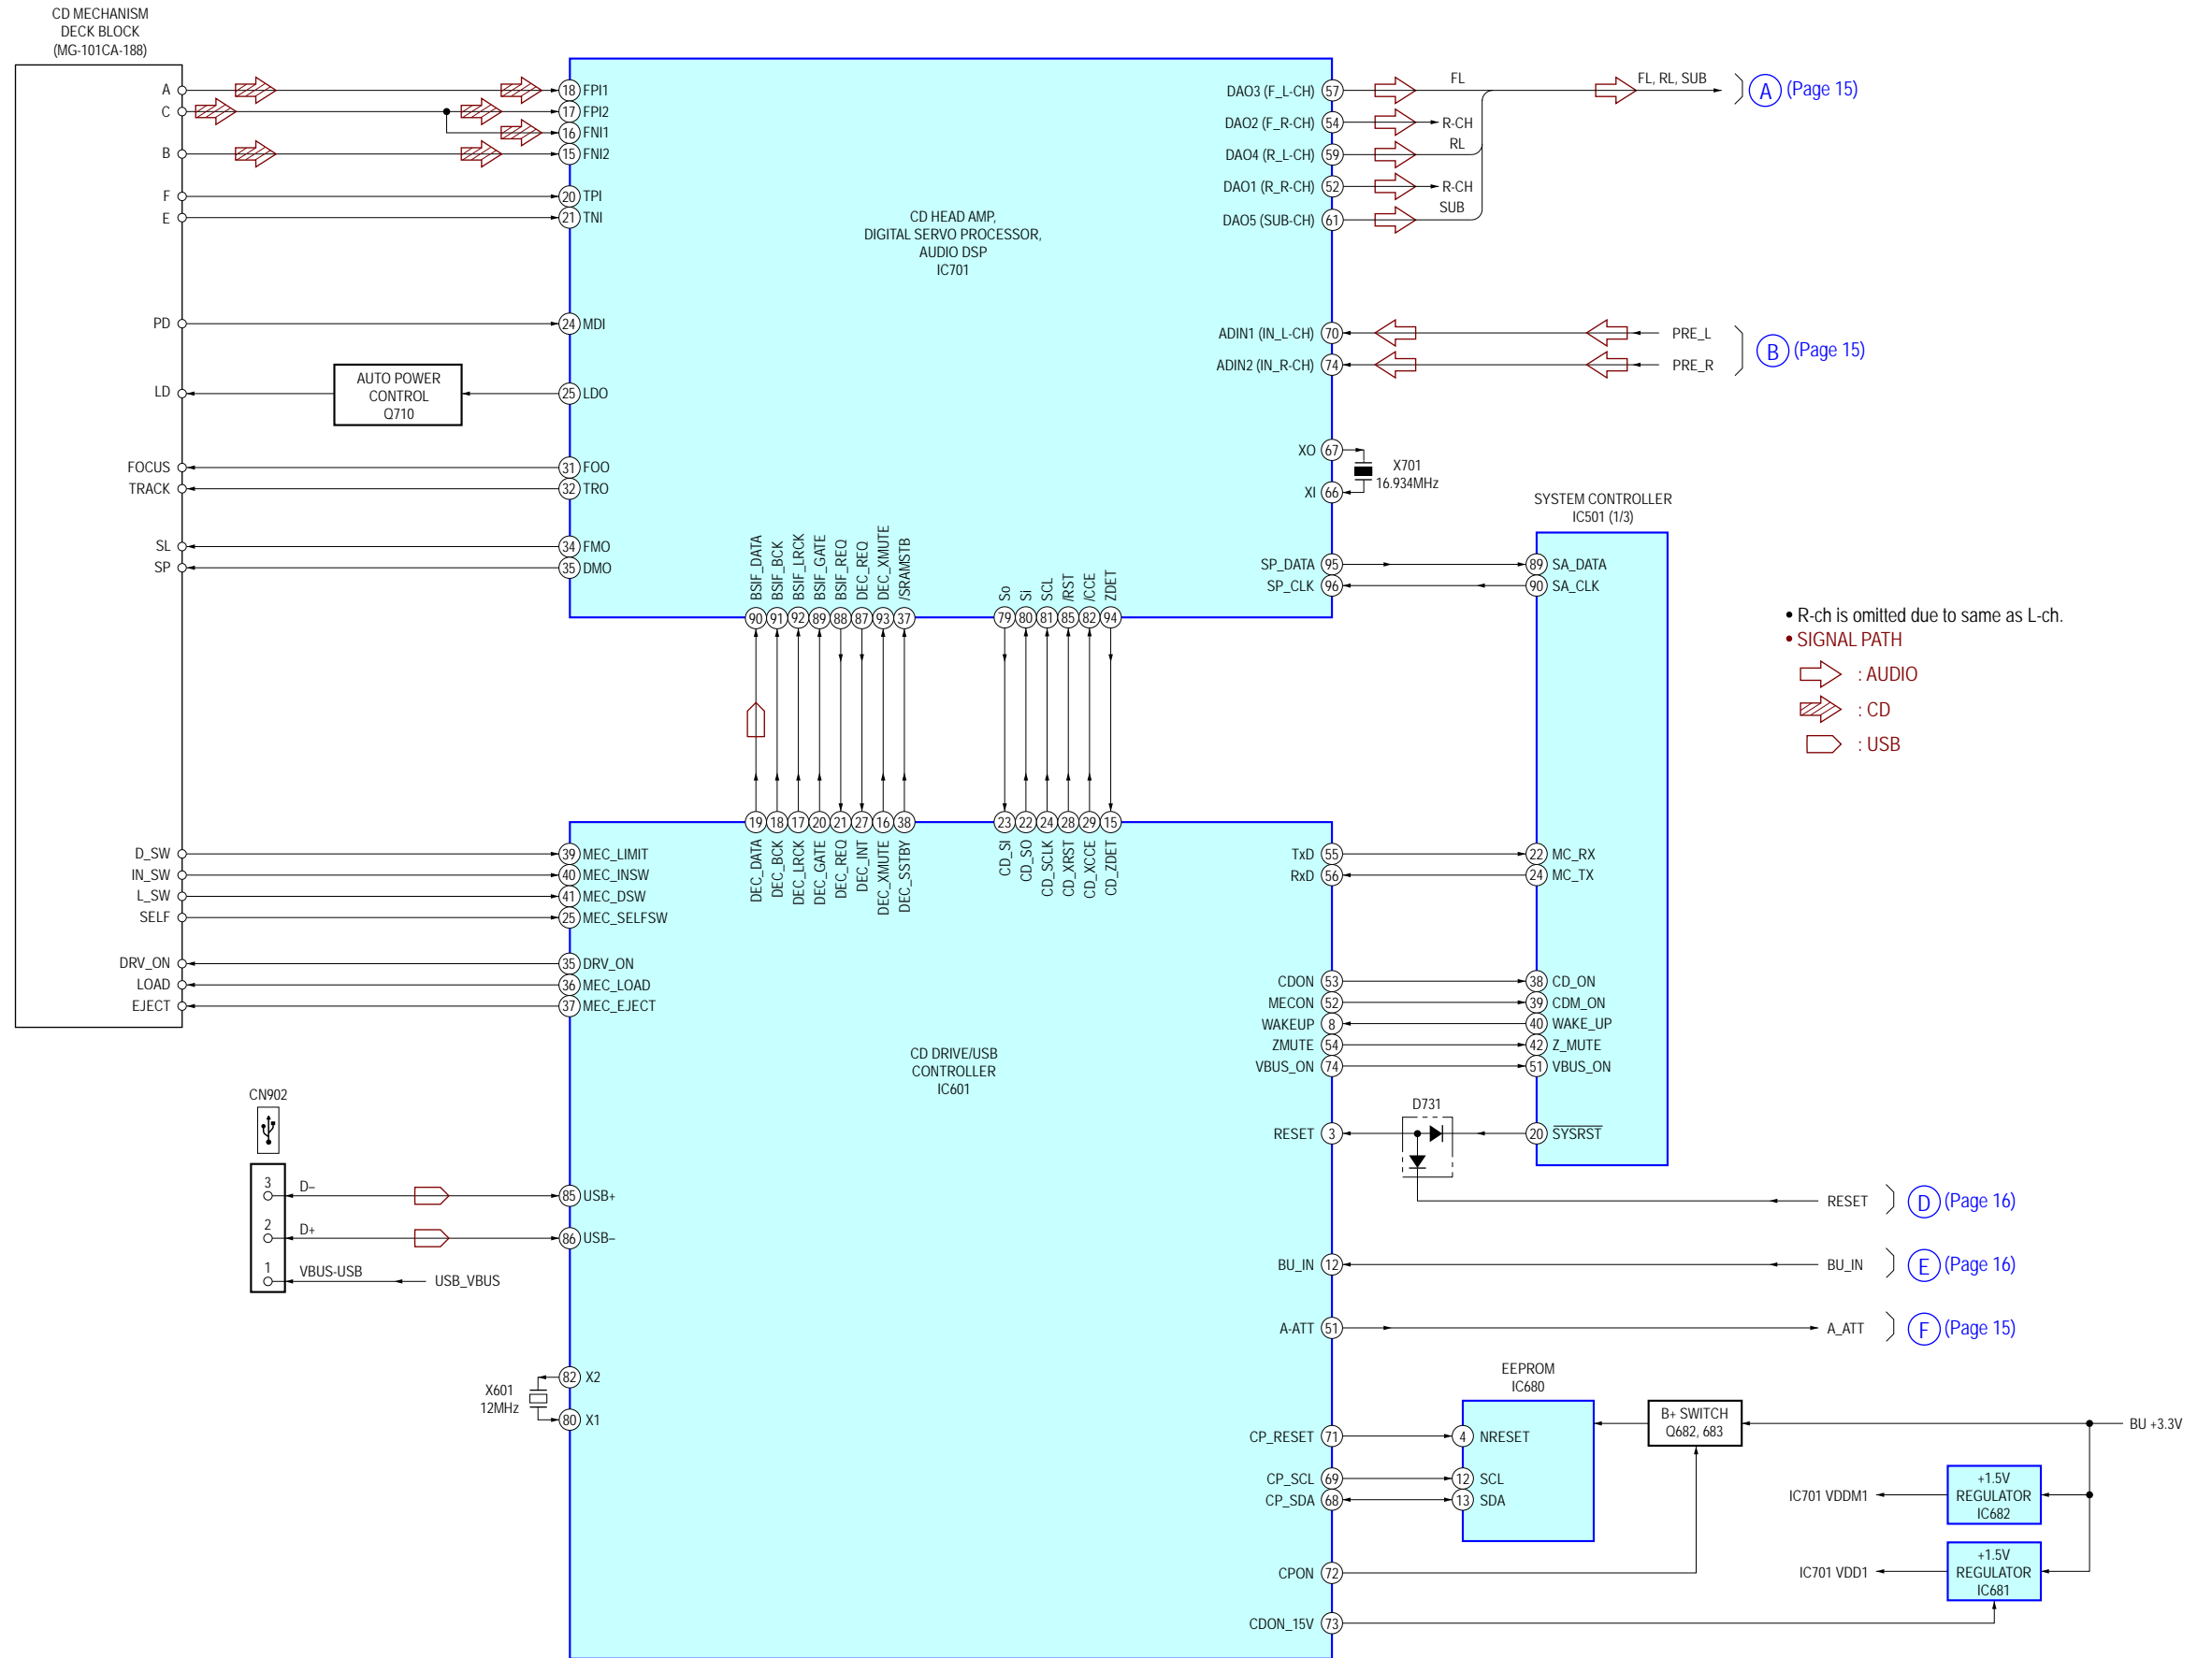 CD MECHANISM
DECK BLOCK
(MG-101CA-188)
A
C
B
F
E
PD
LD
FOCUS
TRACK
SL
SP
D_SW
IN_SW
L_SW
SELF
DRV_ON
LOAD
EJECT
AUTO POWER
CONTROL
Q710
18 FPI1
17 FPI2
16 FNI1
15 FNI2
20 TPI
21 TNI
24 MDI
25 LDO
31 FOO
32 TRO
34 FMO
35 DMO
CD HEAD AMP,
DIGITAL SERVO PROCESSOR,
AUDIO DSP
IC701
DAO3 (F_L-CH) 57 FL
DAO2 (F_R-CH) 54 R-CH
DAO4 (R_L-CH) 59 RL
DAO1 (R_R-CH) 52 R-CH
DAO5 (SUB-CH) 61 SUB
FL, RL, SUB
A (Page 15)
ADIN1 (IN_L-CH) 70 PRE_L
ADIN2 (IN_R-CH) 74 PRE_R
B (Page 15)
XO 67
XI 66
X701
16.934MHz
SP_DATA 95
SP_CLK 96
SYSTEM CONTROLLER
IC501 (1/3)
89 SA_DATA
90 SA_CLK
BSIF_DATA 90
BSIF_BCK 91
BSIF_LRCK 92
BSIF_GATE 89
BSIF_REQ 88
DEC_REQ 87
DEC_XMUTE 93
/SRAMSTB 37
So 79
Si 80
SCL 81
/RST 85
/CCE 82
ZDET 94
• R-ch is omitted due to same as L-ch.
• SIGNAL PATH
: AUDIO
: CD
: USB
19 DEC_DATA
18 DEC_BCK
17 DEC_LRCK
20 DEC_GATE
21 DEC_REQ
27 DEC_INT
16 DEC_XMUTE
38 DEC_SSTBY
23 CD_SI
22 CD_SO
24 CD_SCLK
28 CD_XRST
29 CD_XCCE
15 CD_ZDET
39 MEC_LIMIT
40 MEC_INSW
41 MEC_DSW
25 MEC_SELFSW
35 DRV_ON
36 MEC_LOAD
37 MEC_EJECT
CD DRIVE/USB
CONTROLLER
IC601
TxD 55
RxD 56
22 MC_RX
24 MC_TX
CDON 53
MECON 52
WAKEUP 8
ZMUTE 54
VBUS_ON 74
38 CD_ON
39 CDM_ON
40 WAKE_UP
42 Z_MUTE
51 VBUS_ON
D731
RESET 3
20 SYSRST
RESET
D (Page 16)
BU_IN 12
BU_IN
E (Page 16)
A-ATT 51
A_ATT
F (Page 15)
CN902
3 D–
2 D+
1 VBUS-USB
USB_VBUS
85 USB+
86 USB–
X601
12MHz
82 X2
80 X1
EEPROM
IC680
CP_RESET 71
CP_SCL 69
CP_SDA 68
4 NRESET
12 SCL
13 SDA
B+ SWITCH
Q682, 683
BU +3.3V
IC701 VDDM1
+1.5V
REGULATOR
IC682
IC701 VDD1
+1.5V
REGULATOR
IC681
CPON 72
CDON_15V 73